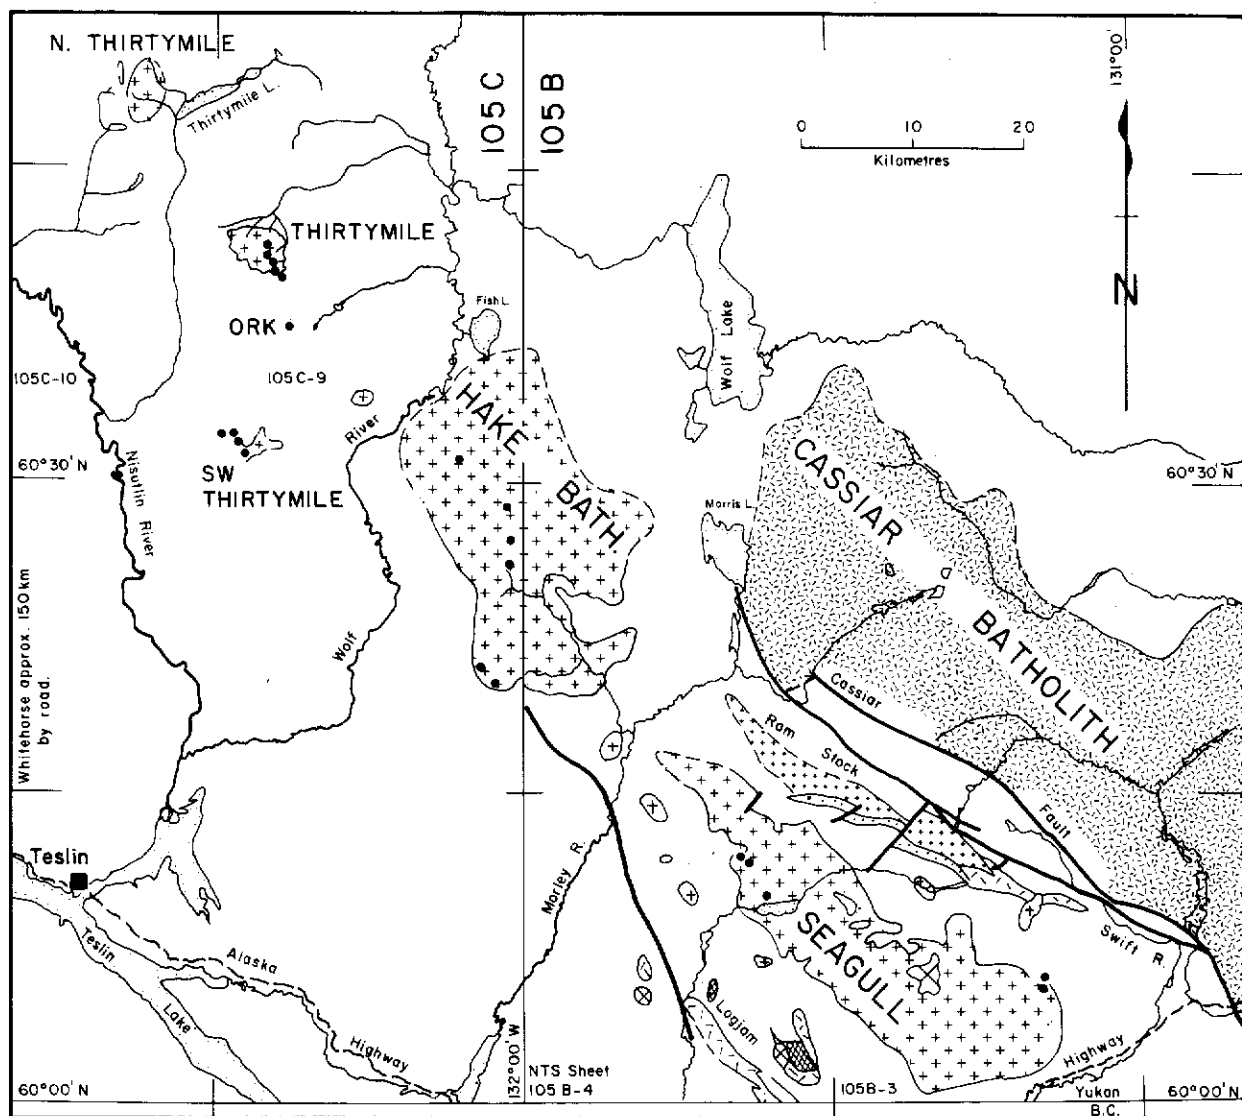 N. THIRTYMILE
Thirtymile L.
105 C
105 B
131°00'
0 10 20
Kilometres
THIRTYMILE
N
ORK
Fish L.
Wolf Lake
105C-10
105C-9
River
HAKE
BATH.
CASSIAR
BATHOLITH
60°30' N
SW
THIRTYMILE
60°30' N
Nisutlin River
Morris L.
Whitehorse approx. 150 km
by road.
Wolf
Cassiar
Fault
Ram
Stock
Teslin
Morley R.
SEAGULL
Swift R.
Alaska
Highway
Teslin
Lake
Logjam
Highway
132°00' W
NTS Sheet
105 B-4
105B-3
60°00' N
Yukon
B.C.
60°00' N